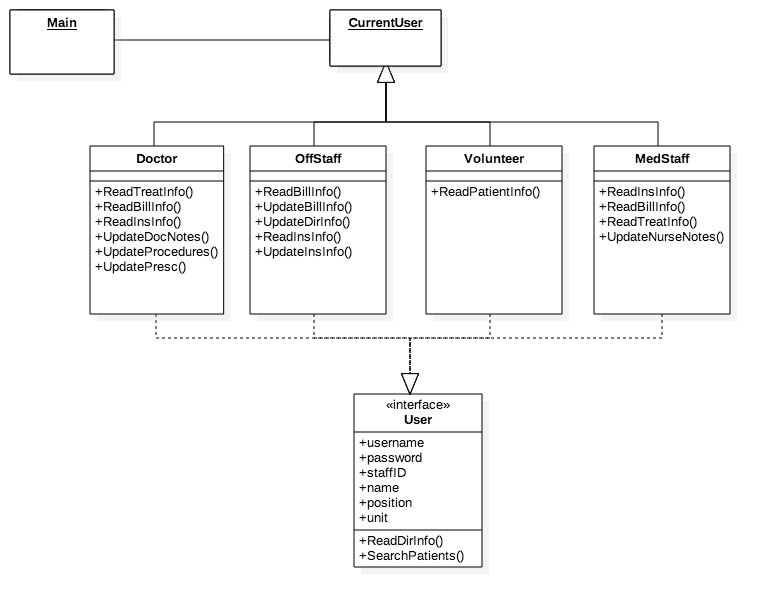 Main
CurrentUser
Doctor
+ReadTreatInfo()
+ReadBillInfo()
+ReadInsInfo()
+UpdateDocNotes()
+UpdateProcedures()
+UpdatePresc()
OffStaff
+ReadBillInfo()
+UpdateBillInfo()
+UpdateDirInfo()
+ReadInsInfo()
+UpdateInsInfo()
Volunteer
+ReadPatientInfo()
MedStaff
+ReadInsInfo()
+ReadBillInfo()
+ReadTreatInfo()
+UpdateNurseNotes()
«interface»
User
+username
+password
+staffID
+name
+position
+unit
+ReadDirInfo()
+SearchPatients()